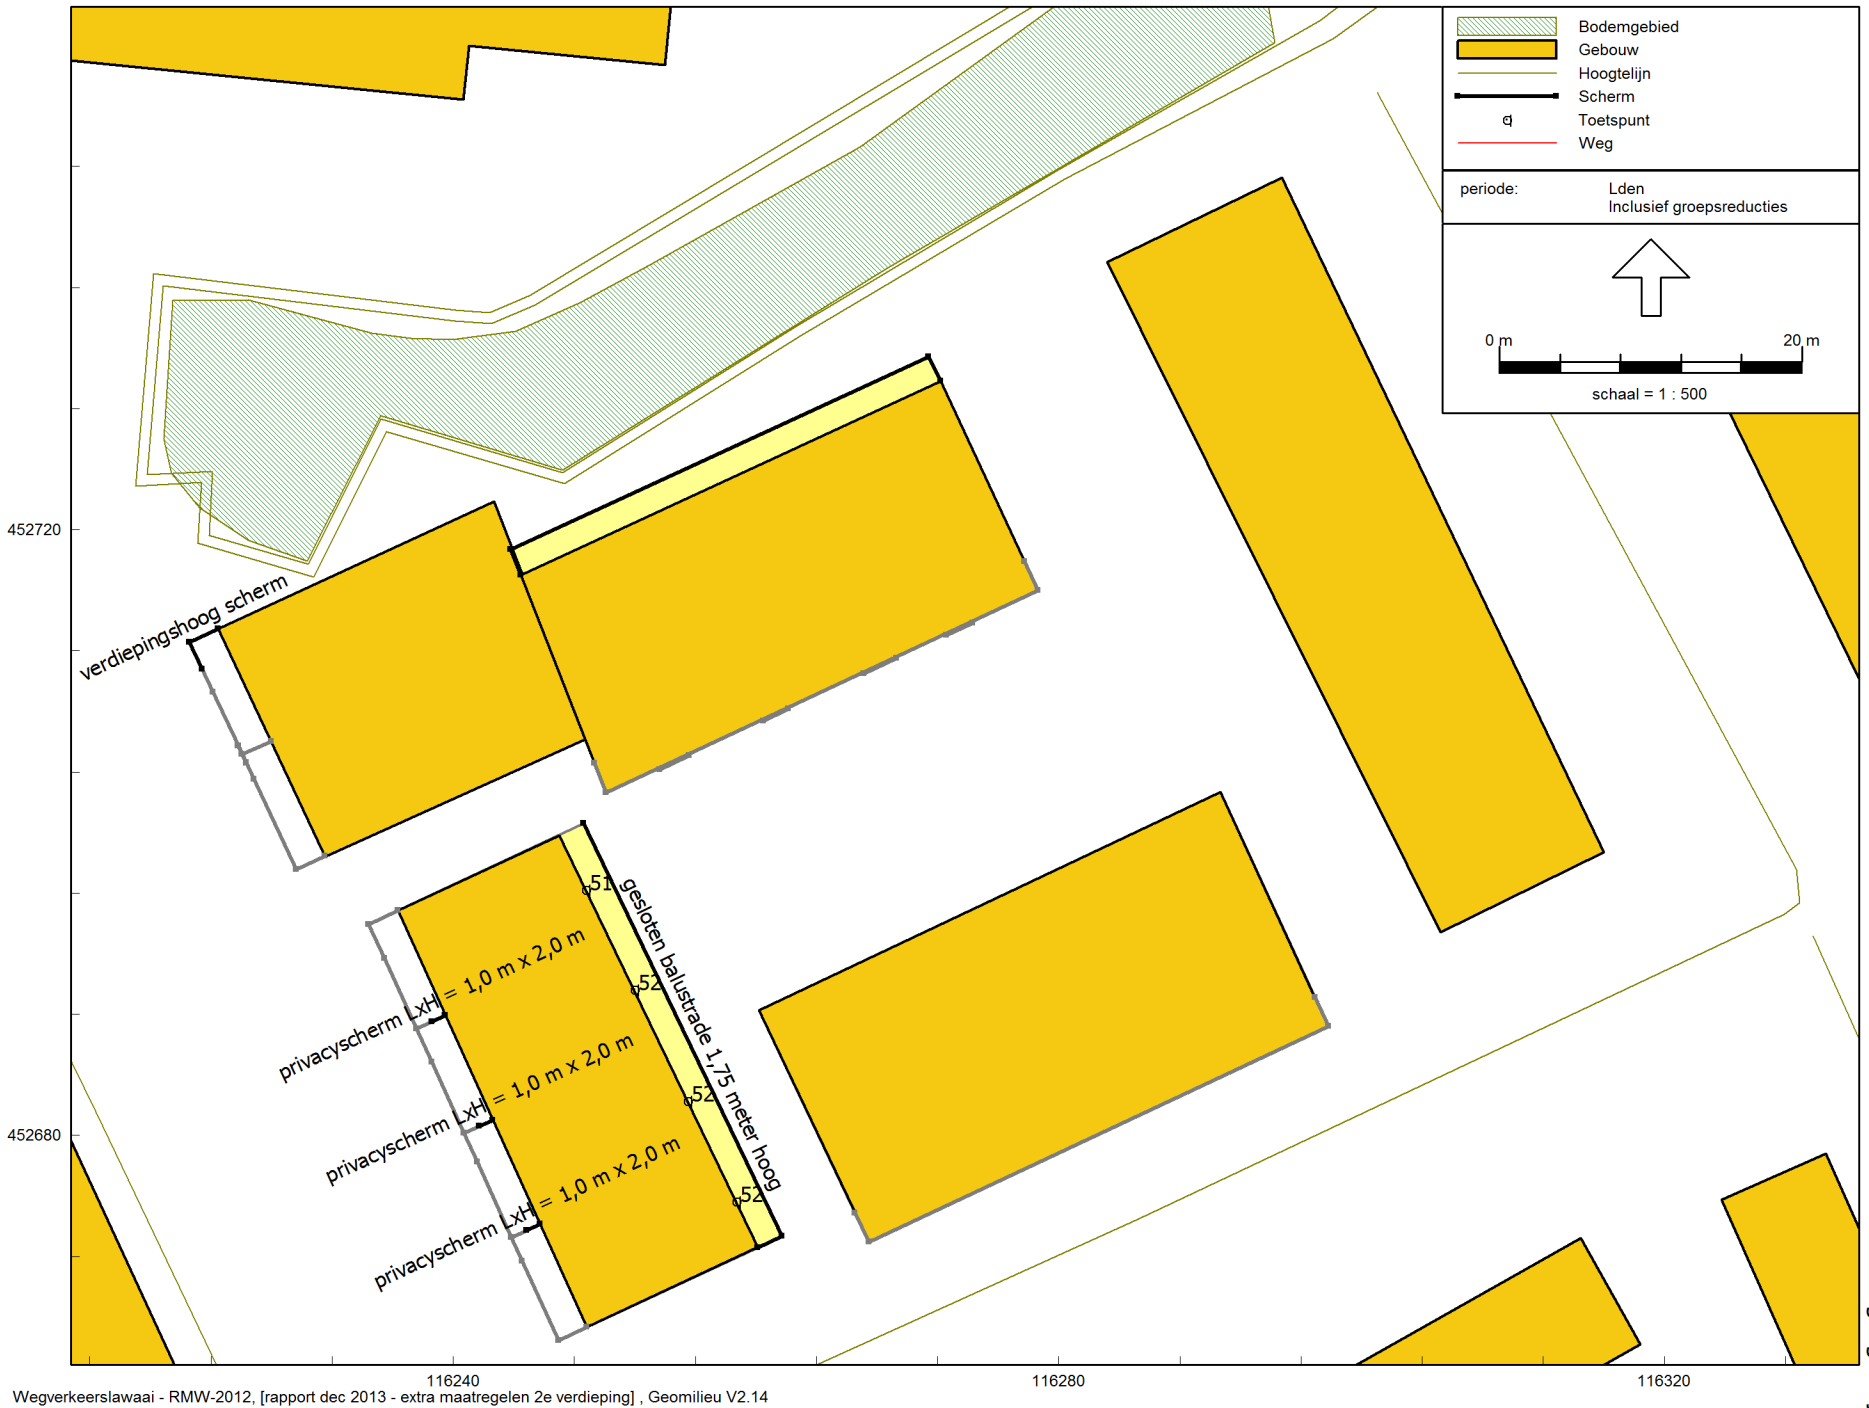 Bodemgebied
Gebouw
Hoogtelijn
Scherm
Toetspunt
Weg
periode: Lden
Inclusief groepsreducties
0 m 20 m
schaal = 1 : 500
452720
verdiepingshoog scherm
51
gesloten balustrade 1,75 meter hoog
privacyscherm LxH = 1,0 m x 2,0 m
52
privacyscherm LxH = 1,0 m x 2,0 m
52
452680
privacyscherm LxH = 1,0 m x 2,0 m
52
116240 116280 116320
Wegverkeerslawaai - RMW-2012, [rapport dec 2013 - extra maatregelen 2e verdieping] , Geomilieu V2.14